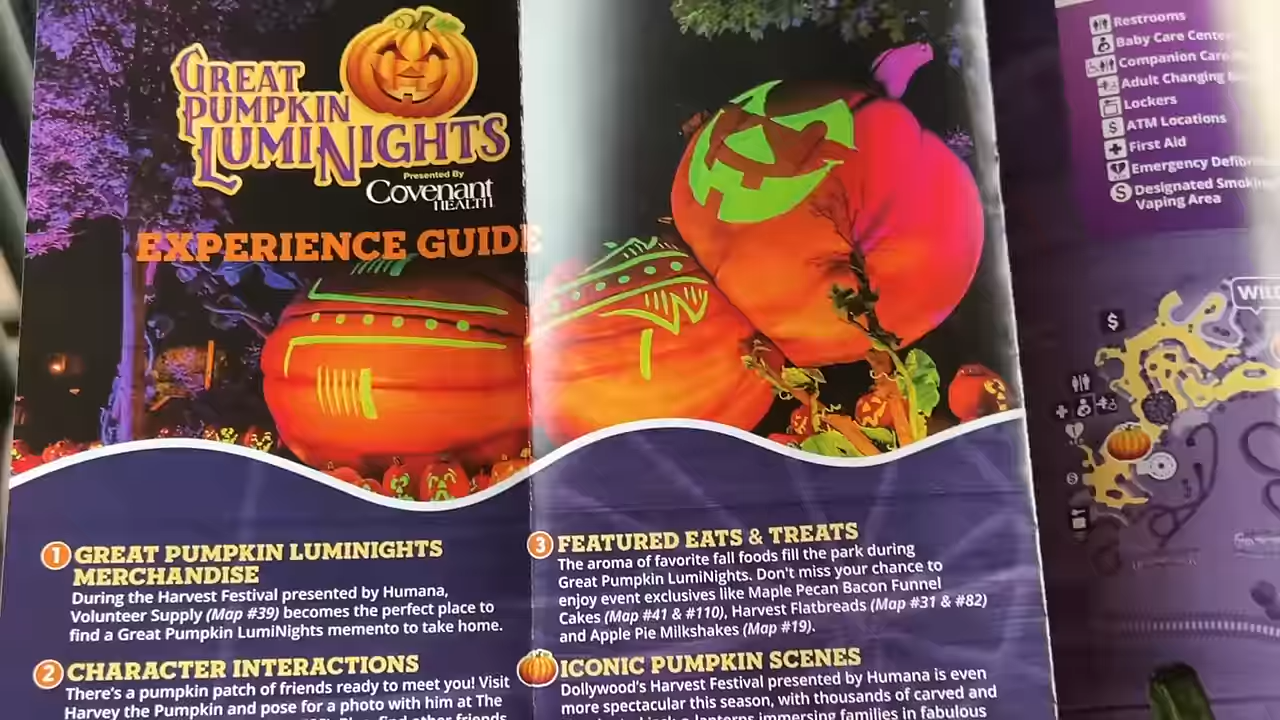 GREAT
PUMPKIN
LUMINIGHTS
Presented By
Covenant
HEALTH
EXPERIENCE GUIDE
1 GREAT PUMPKIN LUMINIGHTS
MERCHANDISE
During the Harvest Festival presented by Humana,
Volunteer Supply (Map #39) becomes the perfect place to
find a Great Pumpkin LumiNights memento to take home.
2 CHARACTER INTERACTIONS
There's a pumpkin patch of friends ready to meet you! Visit
Harvey the Pumpkin and pose for a photo with him at The
3 FEATURED EATS & TREATS
The aroma of favorite fall foods fill the park during
Great Pumpkin LumiNights. Don't miss your chance to
enjoy event exclusives like Maple Pecan Bacon Funnel
Cakes (Map #41 & #110), Harvest Flatbreads (Map #31 & #82)
and Apple Pie Milkshakes (Map #19).
ICONIC PUMPKIN SCENES
Dollywood's Harvest Festival presented by Humana is even
more spectacular this season, with thousands of carved and
immersing families in fabulous
Restrooms
Baby Care Center
Companion Care
Adult Changing
Lockers
$ ATM Locations
First Aid
Emergency
S Designated Smoking
Vaping Area
WILD
$